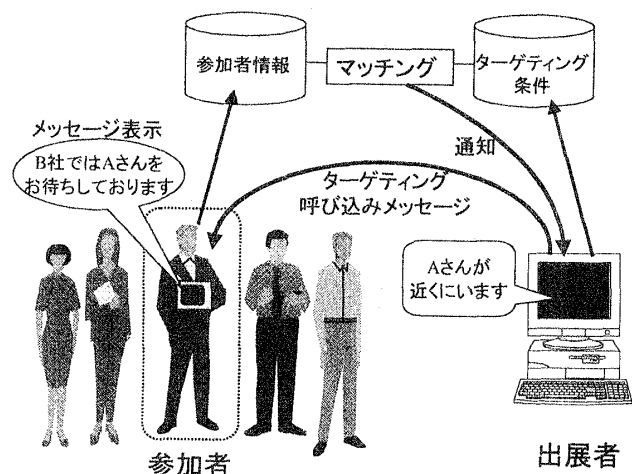 参加者情報
マッチング
ターゲティング
条件
メッセージ表示
B社ではAさんを
お待ちしております
通知
ターゲティング
呼び込みメッセージ
Aさんが
近くにいます
参加者
出展者